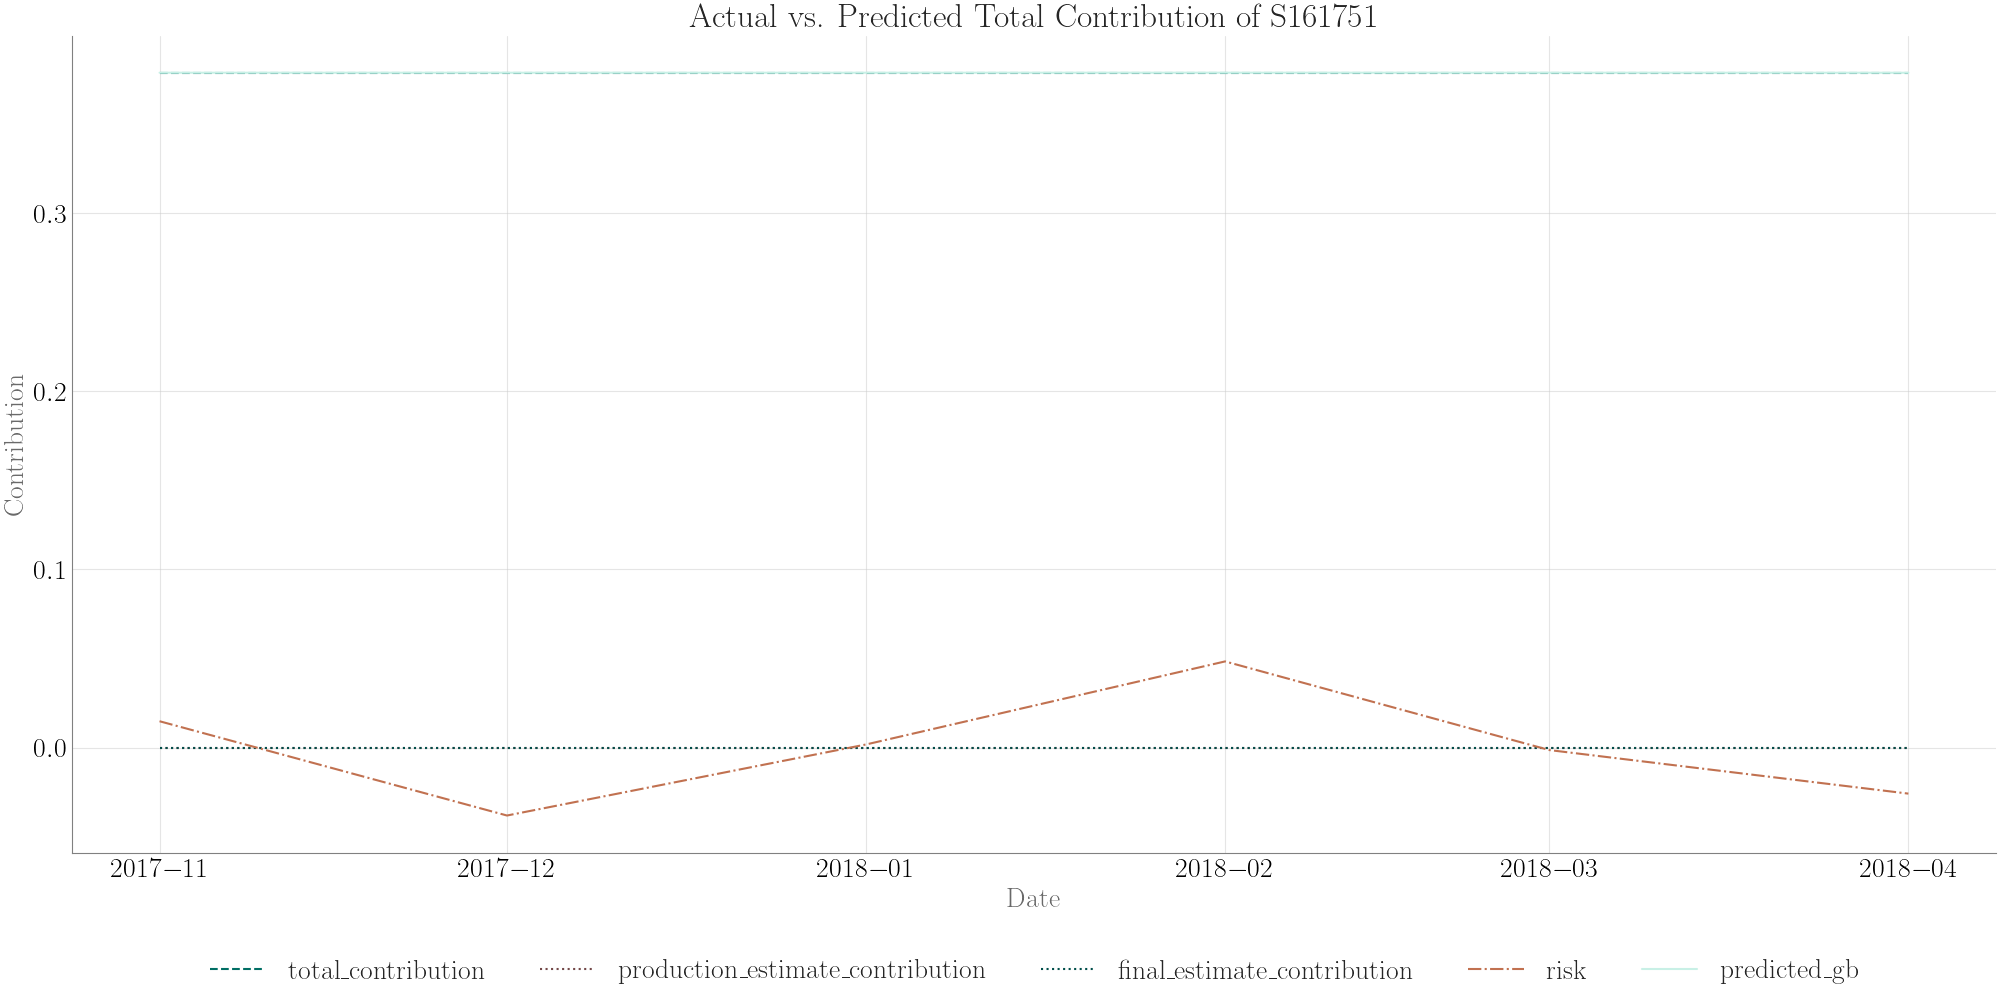 Actual vs. Predicted Total Contribution of S161751
Contribution
0.3
0.2
0.1
0.0
2017−11 2017−12 2018−01 2018−02 2018−03 2018−04
Date
total_contribution production_estimate_contribution final_estimate_contribution risk predicted_gb